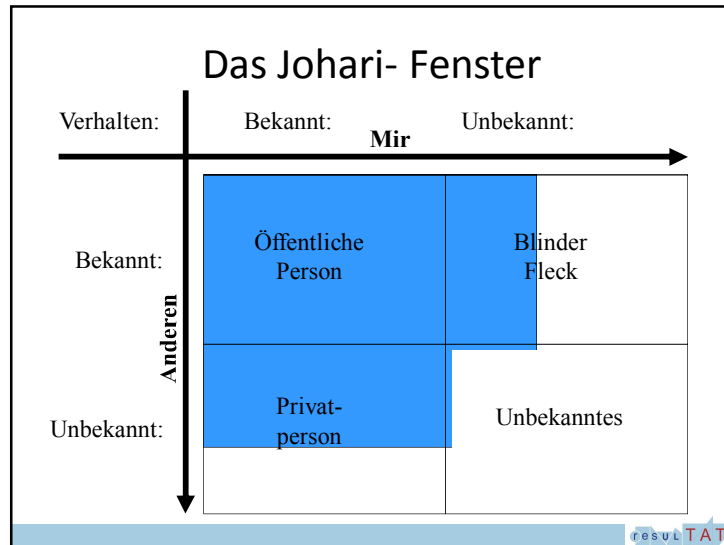 Das Johari- Fenster
Verhalten: Bekannt: Unbekannt:
Mir
Bekannt: Öffentliche Person Blinder Fleck
Anderen
Unbekannt: Privat-
person Unbekanntes
resulTAT